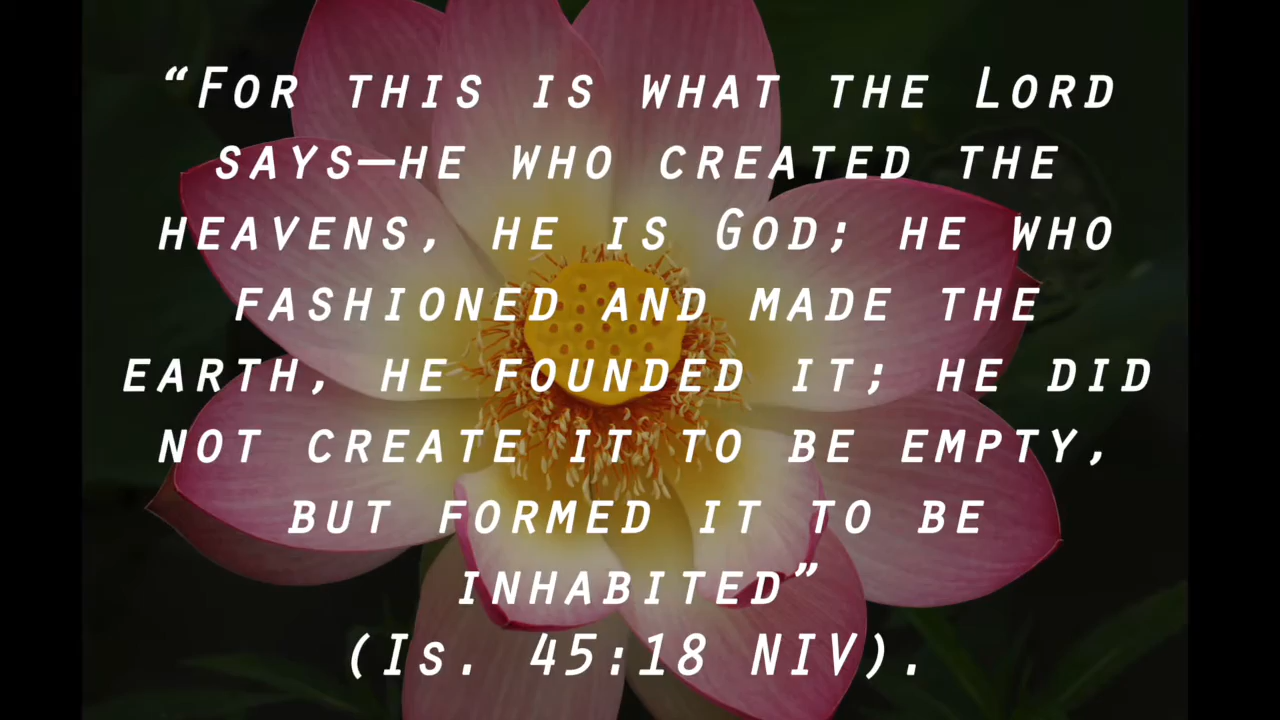 “For this is what the Lord
says—he who created the
heavens, he is God; he who
fashioned and made the
earth, he founded it; he did
not create it to be empty,
but formed it to be
inhabited”
(Is. 45:18 NIV).